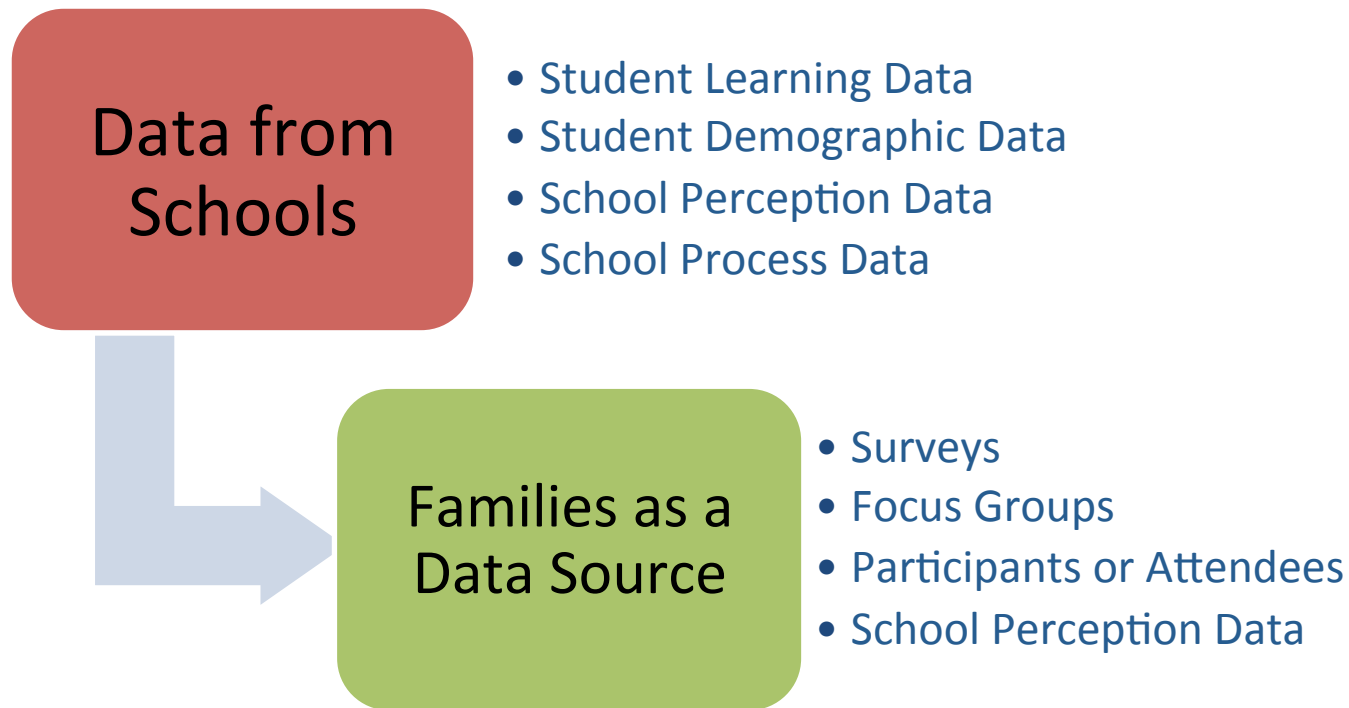 Data from
Schools
• Student Learning Data
• Student Demographic Data
• School Perception Data
• School Process Data
Families as a
Data Source
• Surveys
• Focus Groups
• Participants or Attendees
• School Perception Data